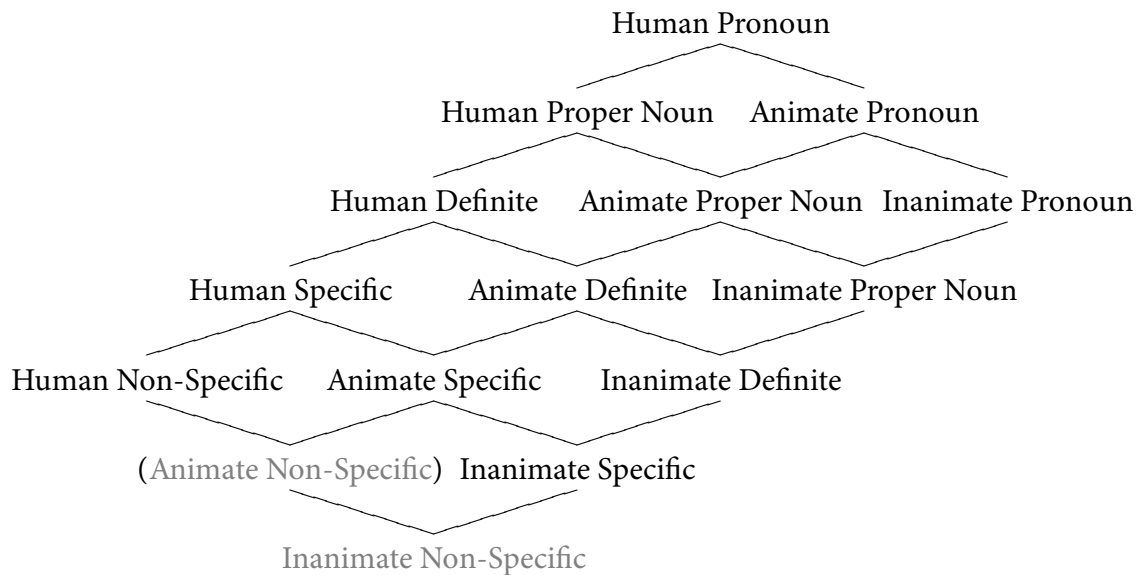 Human Pronoun
Human Proper Noun Animate Pronoun
Human Definite Animate Proper Noun Inanimate Pronoun
Human Specific Animate Definite Inanimate Proper Noun
Human Non-Specific Animate Specific Inanimate Definite
(Animate Non-Specific) Inanimate Specific
Inanimate Non-Specific